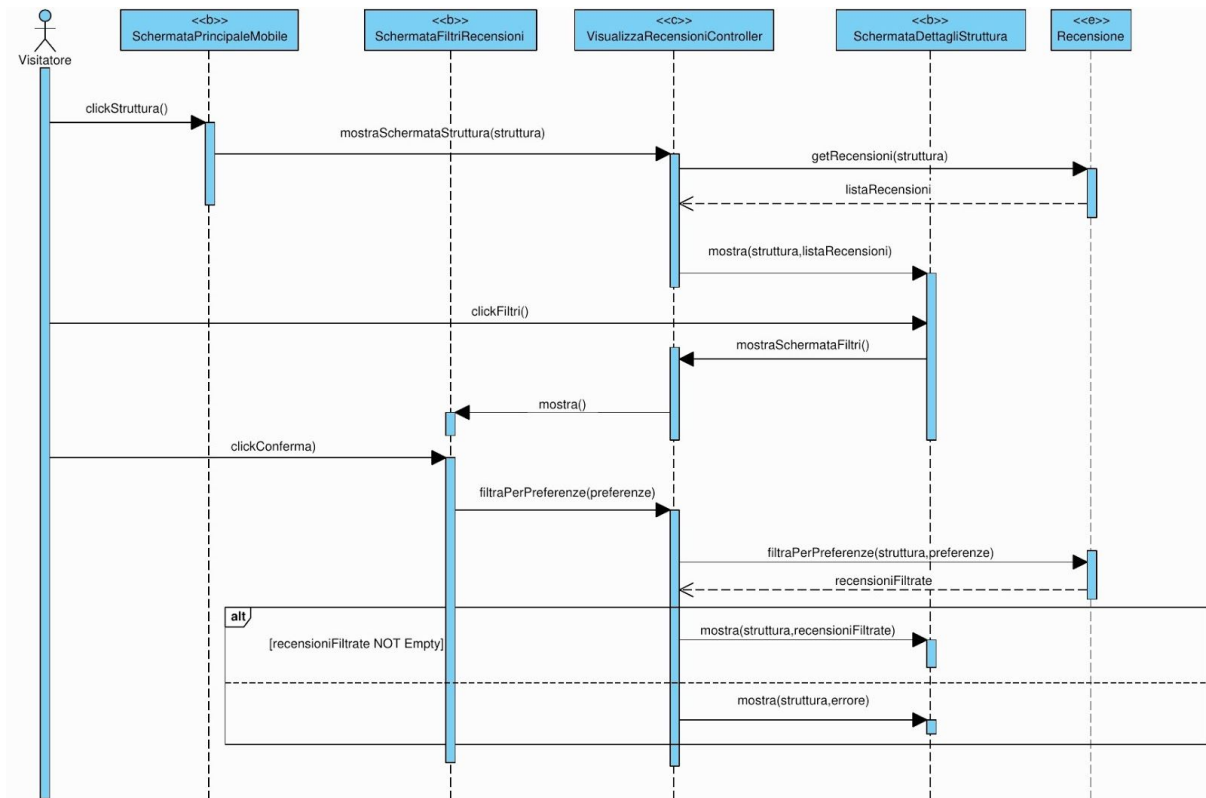 <<b>>
SchermataPrincipaleMobile
<<b>>
SchermataFiltriRecensioni
<<c>>
VisualizzaRecensioniController
<<b>>
SchermataDettagliStruttura
<<e>>
Recensione
Visitatore
clickStruttura()
mostraSchermataStruttura(struttura)
getRecensioni(struttura)
listaRecensioni
mostra(struttura,listaRecensioni)
clickFiltri()
mostraSchermataFiltri()
mostra()
clickConferma)
filtraPerPreferenze(preferenze)
filtraPerPreferenze(struttura,preferenze)
recensioniFiltrate
alt
mostra(struttura,recensioniFiltrate)
[recensioniFiltrate NOT Empty]
mostra(struttura,errore)